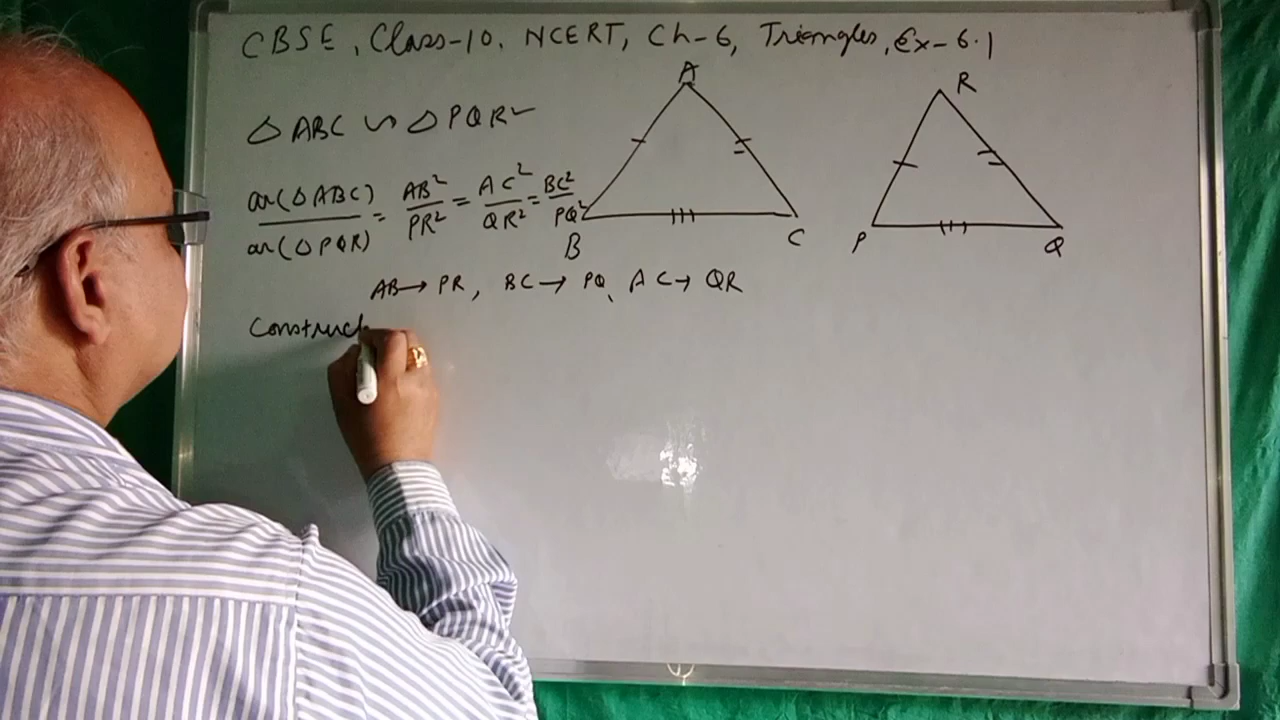 CBSE, Class-10, NCERT, Ch-6, Triangles, Ex-6.1
A
R
△ABC ∽ △PQR
ar(△ABC)/ar(△PQR) = AB²/PR² = AC²/QR² = BC²/PQ²
B
C
P
Q
AB→ PR, BC→ PQ, AC→ QR
Construct